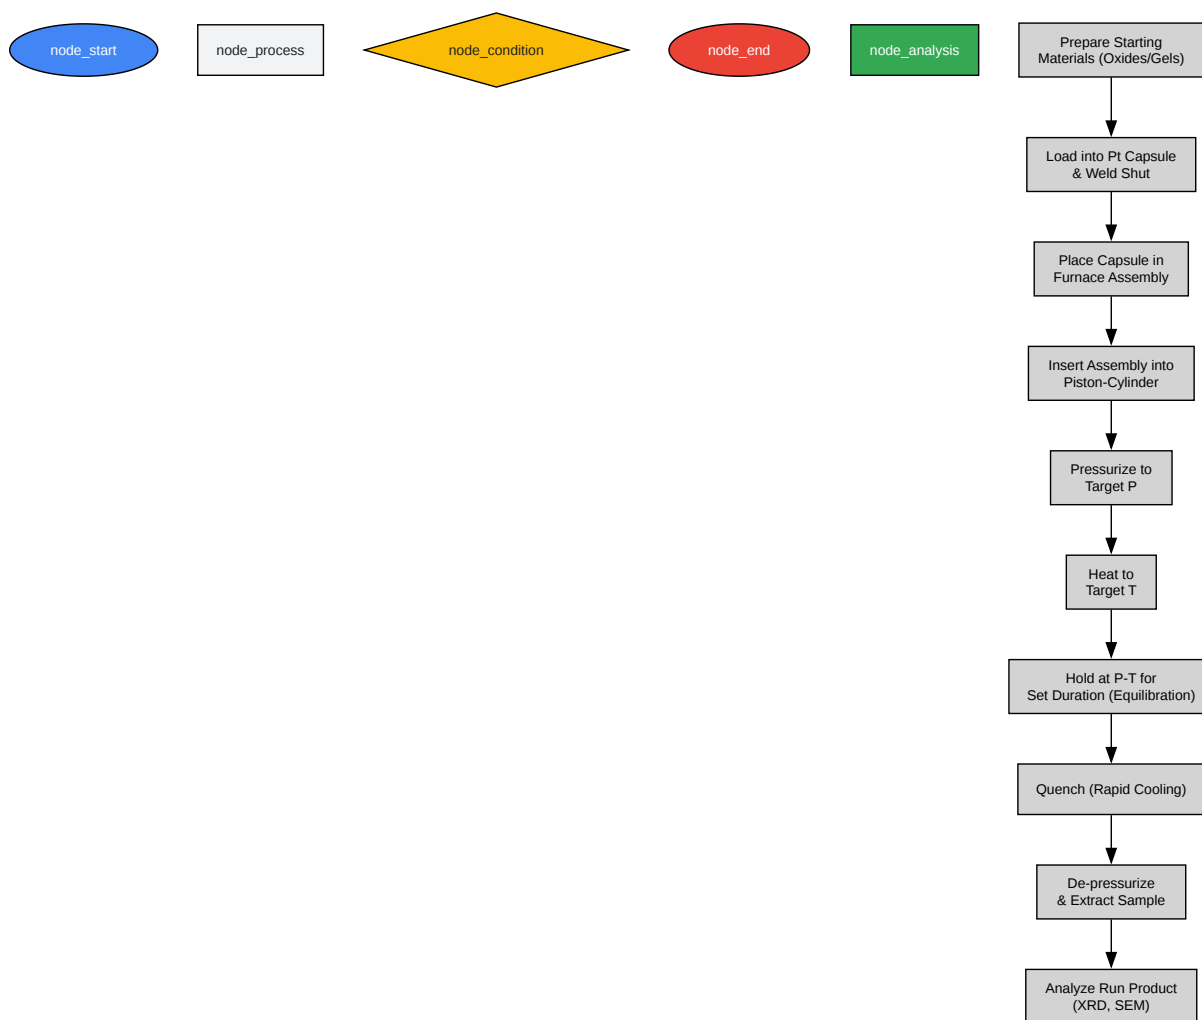 node_start
node_process
node_condition
node_end
node_analysis
Prepare Starting
Materials (Oxides/Gels)
Load into Pt Capsule
& Weld Shut
Place Capsule in
Furnace Assembly
Insert Assembly into
Piston-Cylinder
Pressurize to
Target P
Heat to
Target T
Hold at P-T for
Set Duration (Equilibration)
Quench (Rapid Cooling)
De-pressurize
& Extract Sample
Analyze Run Product
(XRD, SEM)